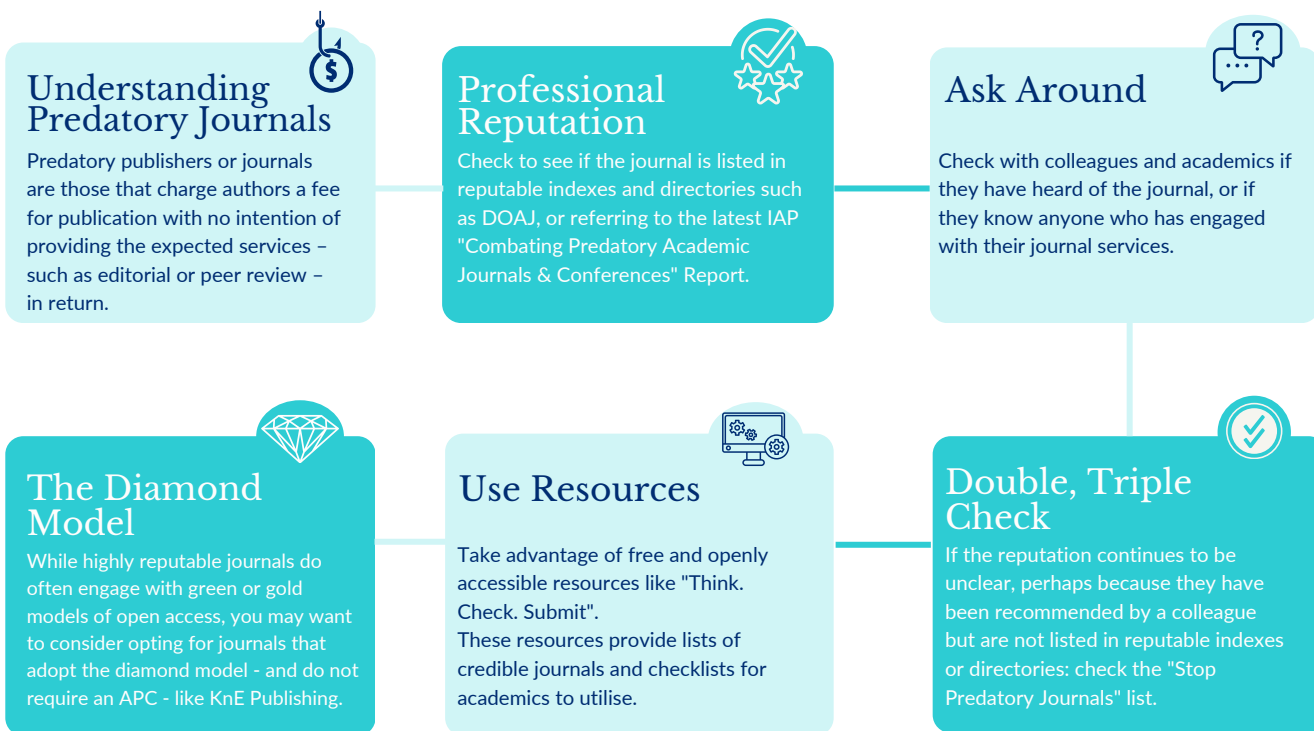 Understanding
Predatory Journals
Predatory publishers or journals
are those that charge authors a fee
for publication with no intention of
providing the expected services –
such as editorial or peer review –
in return.
$
Professional
Reputation
Check to see if the journal is listed in
reputable indexes and directories such
as DOAJ, or referring to the latest IAP
"Combating Predatory Academic
Journals & Conferences" Report.
Ask Around
?
Check with colleagues and academics if
they have heard of the journal, or if
they know anyone who has engaged
with their journal services.
Double, Triple
Check
If the reputation continues to be
unclear, perhaps because they have
been recommended by a colleague
but are not listed in reputable indexes
or directories: check the "Stop
Predatory Journals" list.
Use Resources
Take advantage of free and openly
accessible resources like "Think.
Check. Submit".
These resources provide lists of
credible journals and checklists for
academics to utilise.
The Diamond
Model
While highly reputable journals do
often engage with green or gold
models of open access, you may want
to consider opting for journals that
adopt the diamond model - and do not
require an APC - like KnE Publishing.